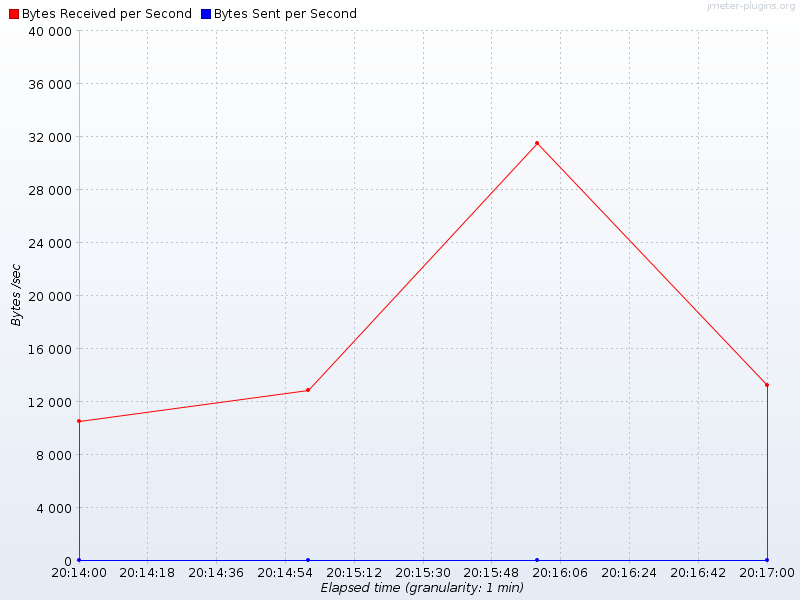 jmeter-plugins.org
Bytes Received per Second Bytes Sent per Second
40 000
36 000
32 000
28 000
24 000
20 000
16 000
12 000
8 000
4 000
0
Bytes /sec
20:14:00 20:14:18 20:14:36 20:14:54 20:15:12 20:15:30 20:15:48 20:16:06 20:16:24 20:16:42 20:17:00
Elapsed time (granularity: 1 min)